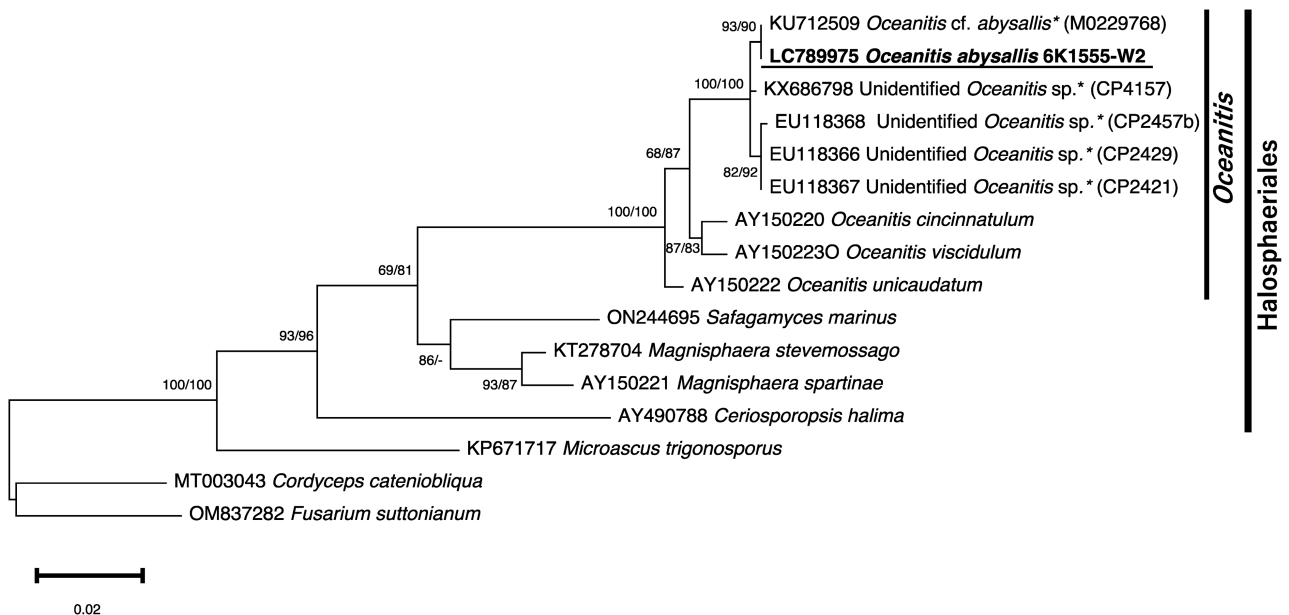 93/90
KU712509 Oceanitis cf. abysallis* (M0229768)
LC789975 Oceanitis abysallis 6K1555-W2
100/100
KX686798 Unidentified Oceanitis sp.* (CP4157)
EU118368 Unidentified Oceanitis sp.* (CP2457b)
68/87
EU118366 Unidentified Oceanitis sp.* (CP2429)
82/92
EU118367 Unidentified Oceanitis sp.* (CP2421)
100/100
AY150220 Oceanitis cincinnatulum
87/83
AY150223O Oceanitis viscidulum
69/81
AY150222 Oceanitis unicaudatum
ON244695 Safagamyces marinus
93/96
86/-
KT278704 Magnisphaera stevemossago
93/87
AY150221 Magnisphaera spartinae
100/100
AY490788 Ceriosporopsis halima
KP671717 Microascus trigonosporus
MT003043 Cordyceps cateniobliqua
OM837282 Fusarium suttonianum
0.02
Oceanitis
Halosphaeriales